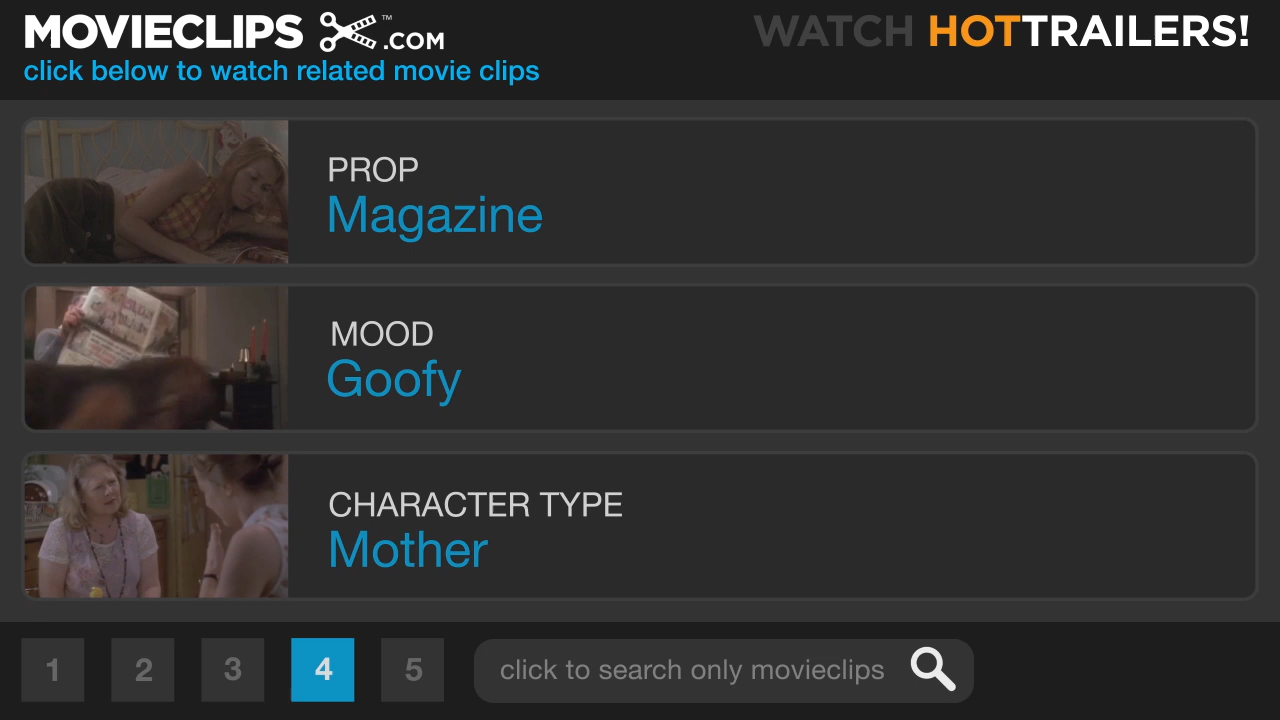 MOVIECLIPS ™ .COM
WATCH HOTTRAILERS!
click below to watch related movie clips
PROP
Magazine
MOOD
Goofy
CHARACTER TYPE
Mother
1 2 3 4 5
click to search only movieclips